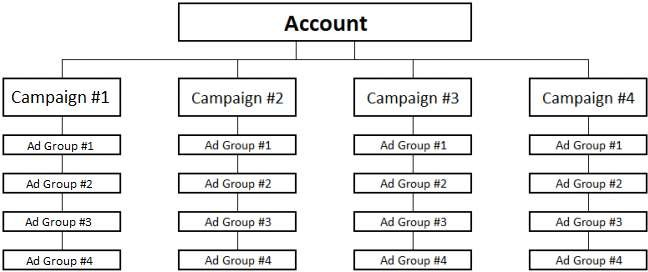 Account
Campaign #1
Campaign #2
Campaign #3
Campaign #4
Ad Group #1
Ad Group #1
Ad Group #1
Ad Group #1
Ad Group #2
Ad Group #2
Ad Group #2
Ad Group #2
Ad Group #3
Ad Group #3
Ad Group #3
Ad Group #3
Ad Group #4
Ad Group #4
Ad Group #4
Ad Group #4